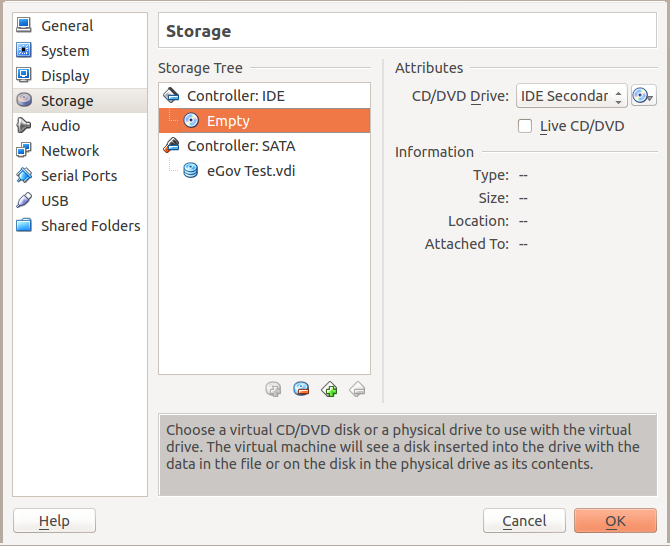 General
System
Display
Storage
Audio
Network
Serial Ports
USB
Shared Folders
Storage
Storage Tree
Controller: IDE
Empty
Controller: SATA
eGov Test.vdi
Attributes
CD/DVD Drive: IDE Secondar
Live CD/DVD
Information
Type: --
Size: --
Location: --
Attached To: --
Choose a virtual CD/DVD disk or a physical drive to use with the virtual
drive. The virtual machine will see a disk inserted into the drive with the
data in the file or on the disk in the physical drive as its contents.
Help
Cancel
OK